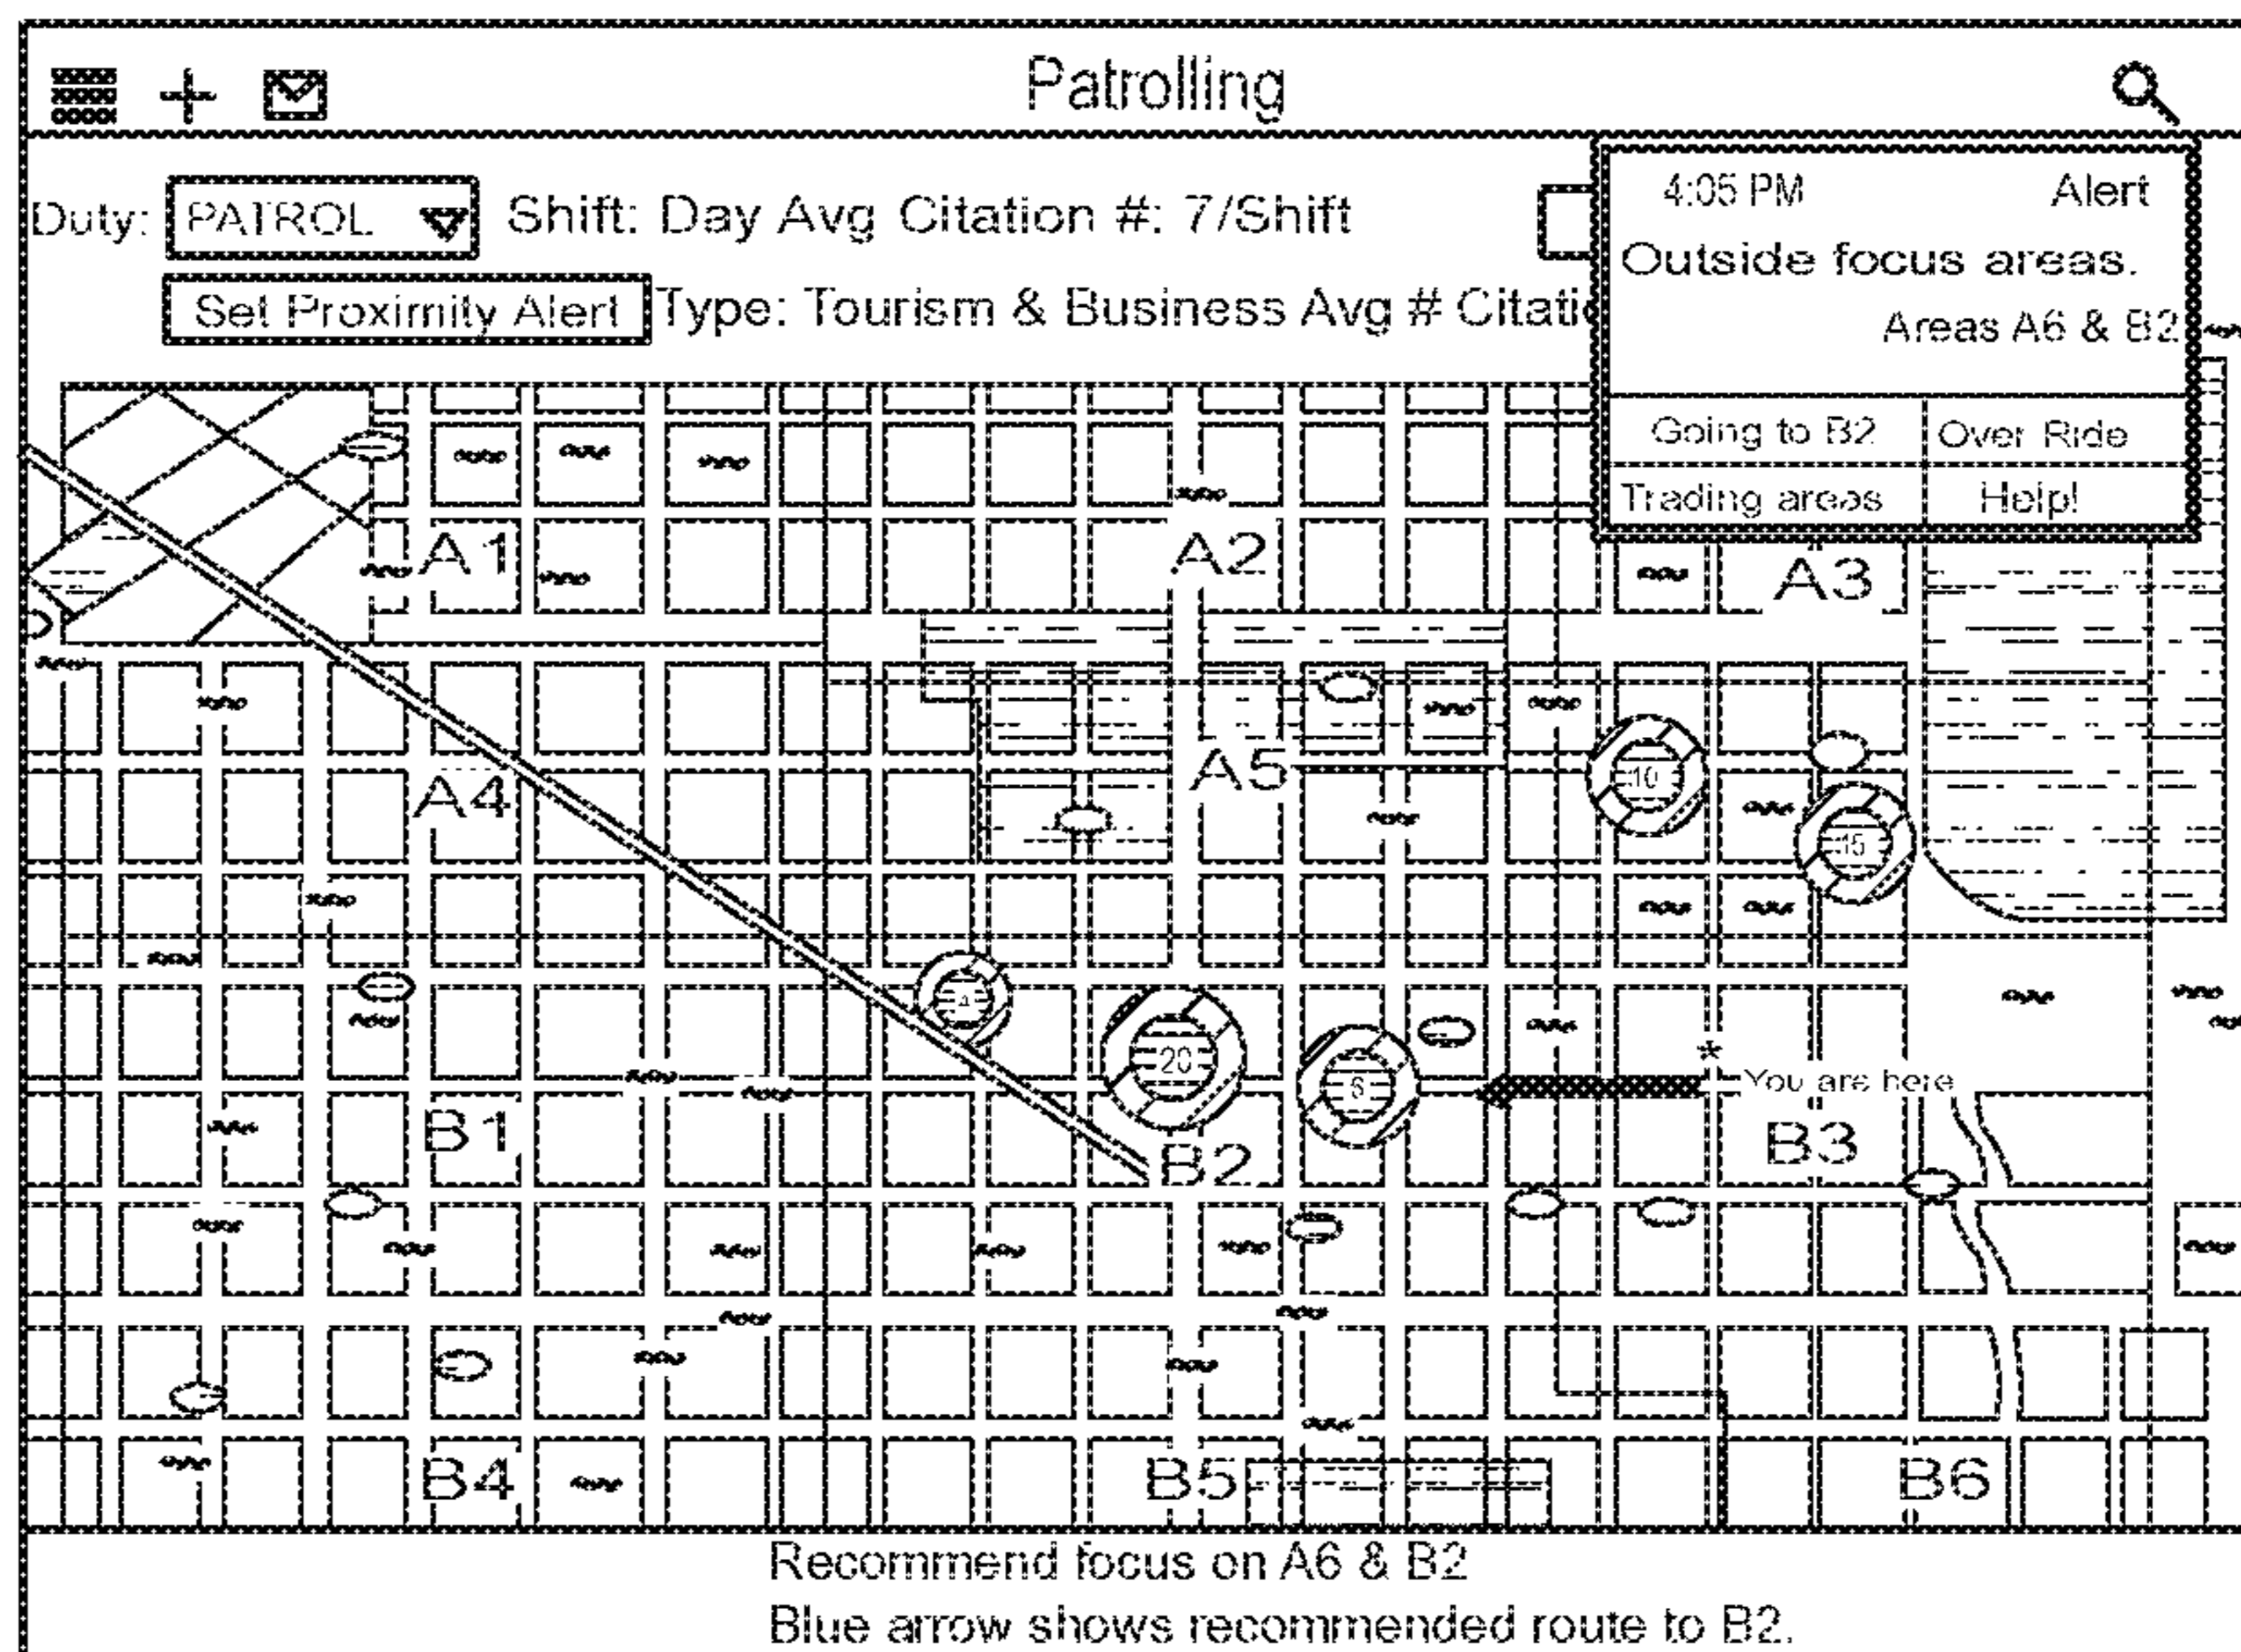 Patrolling
Duty: PATROL Shift: Day Avg Citation #: 7/Shift
Set Proximity Alert Type: Tourism & Business Avg # Citati
4:05 PM Alert
Outside focus areas.
Areas A6 & B2
Going to B2 Over Ride
Trading areas Help!
A1 A2 A3
A4 A5
10
15
4
20
6
*
You are here
B1 B2 B3
B4 B5 B6
Recommend focus on A6 & B2
Blue arrow shows recommended route to B2.